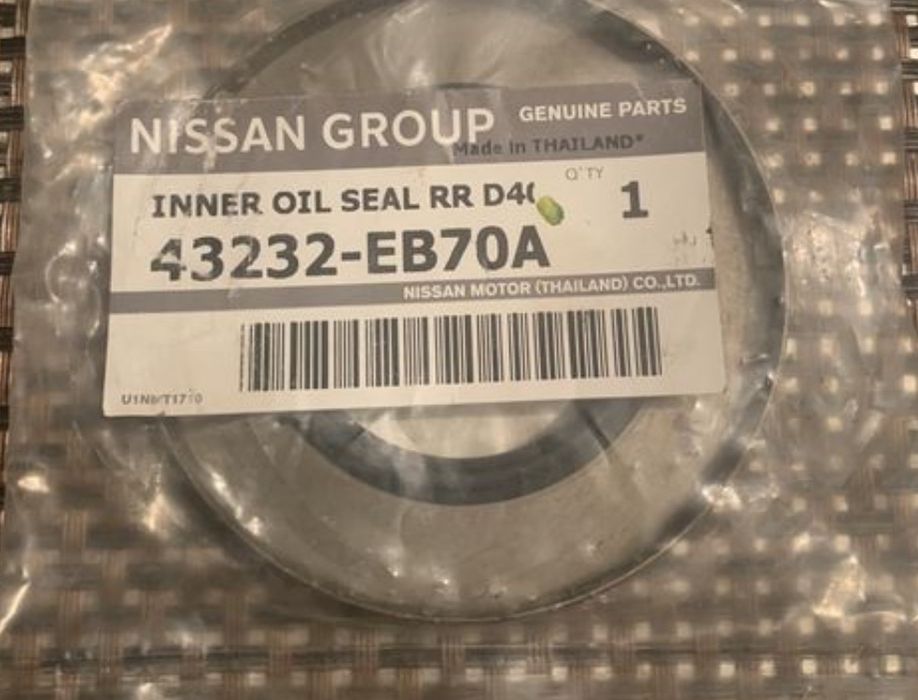 NISSAN GROUP GENUINE PARTS
Made in THAILAND*
Q'TY
INNER OIL SEAL RR 1
43232-EB70A
NISSAN MOTOR (THAILAND) CO.,LTD.